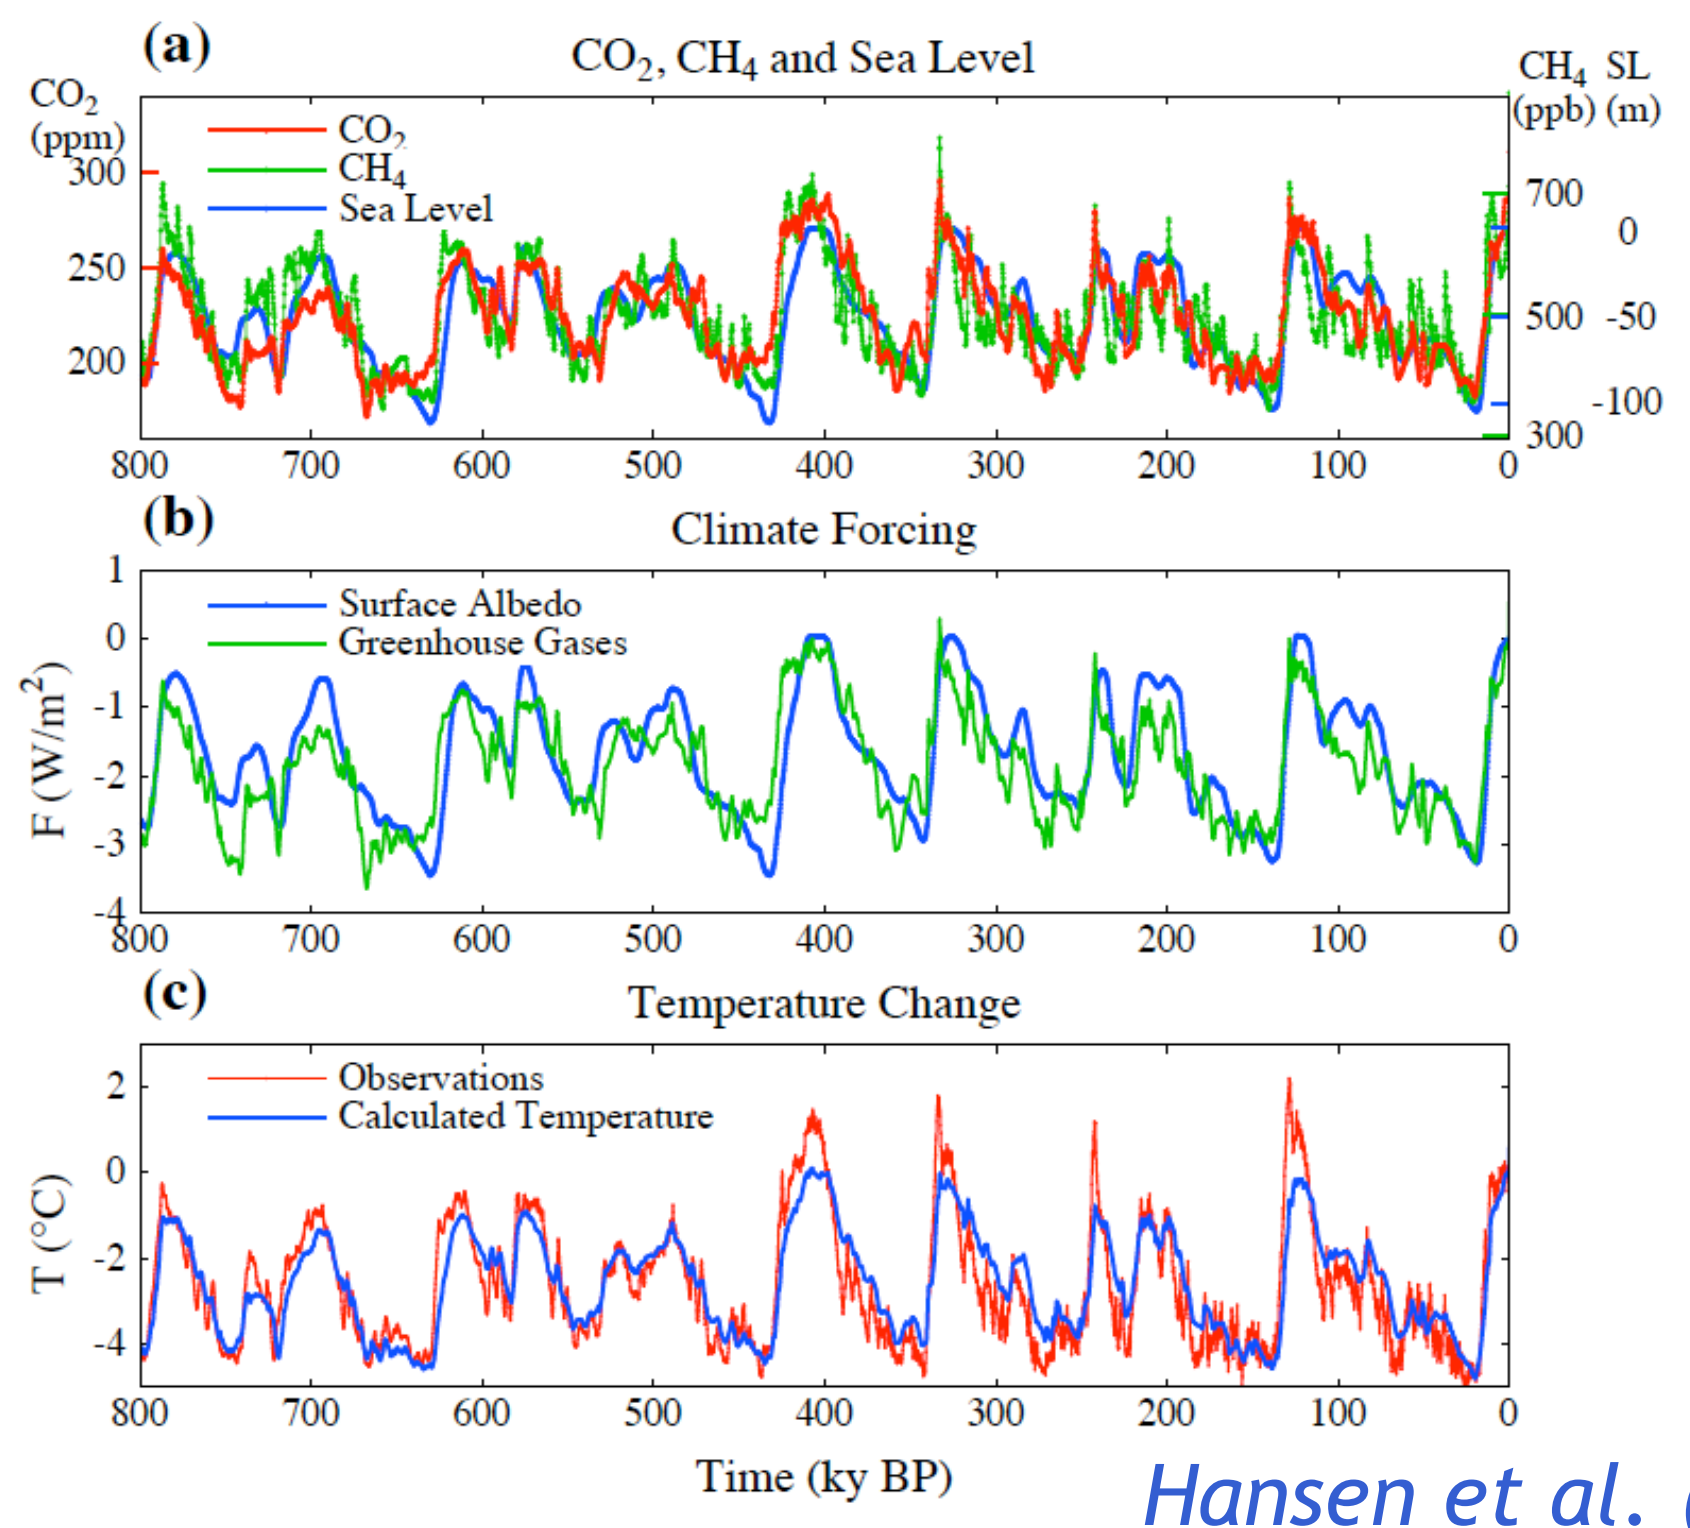 (a)
CO₂, CH₄ and Sea Level
CO₂
(ppm)
CH₄ SL
(ppb) (m)
CO₂
CH₄
Sea Level
300
250
200
700
500
300
0
-50
-100
800 700 600 500 400 300 200 100 0
(b)
Climate Forcing
Surface Albedo
Greenhouse Gases
F (W/m²)
1
0
-1
-2
-3
-4
800 700 600 500 400 300 200 100 0
(c)
Temperature Change
Observations
Calculated Temperature
T (°C)
2
0
-2
-4
800 700 600 500 400 300 200 100 0
Time (ky BP)
Hansen et al. (